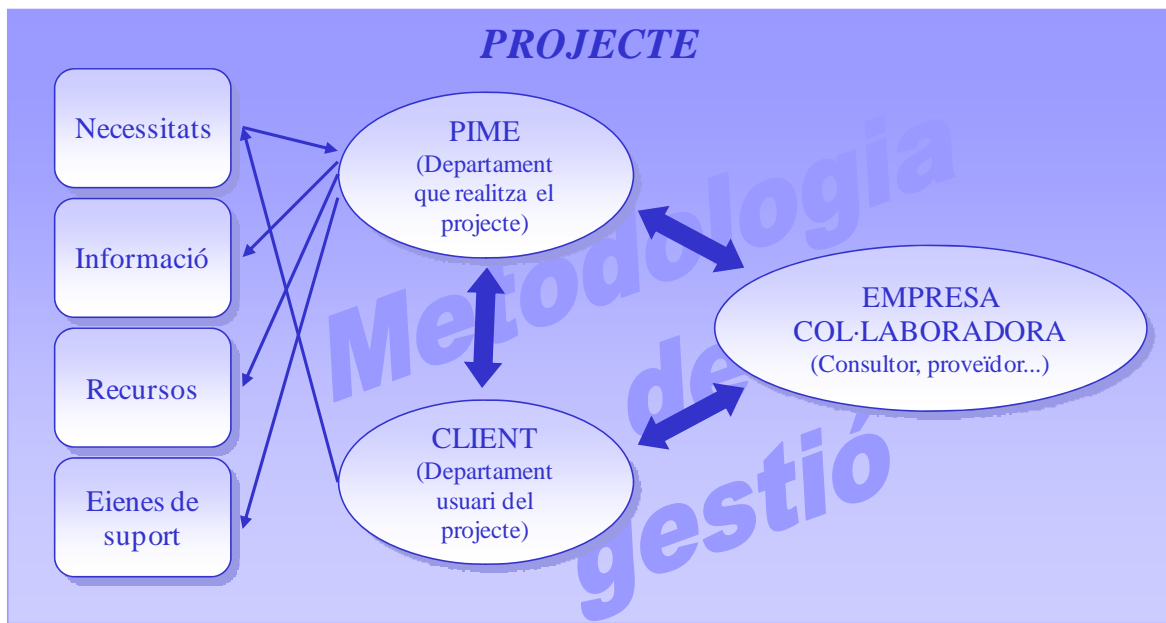 PROJECTE
Necessitats
Informació
Recursos
Eienes de
suport
PIME
(Departament
que realitza el
projecte)
CLIENT
(Departament
usuari del
projecte)
EMPRESA
COL·LABORADORA
(Consultor, proveïdor...)
Metodologia
de
gestió